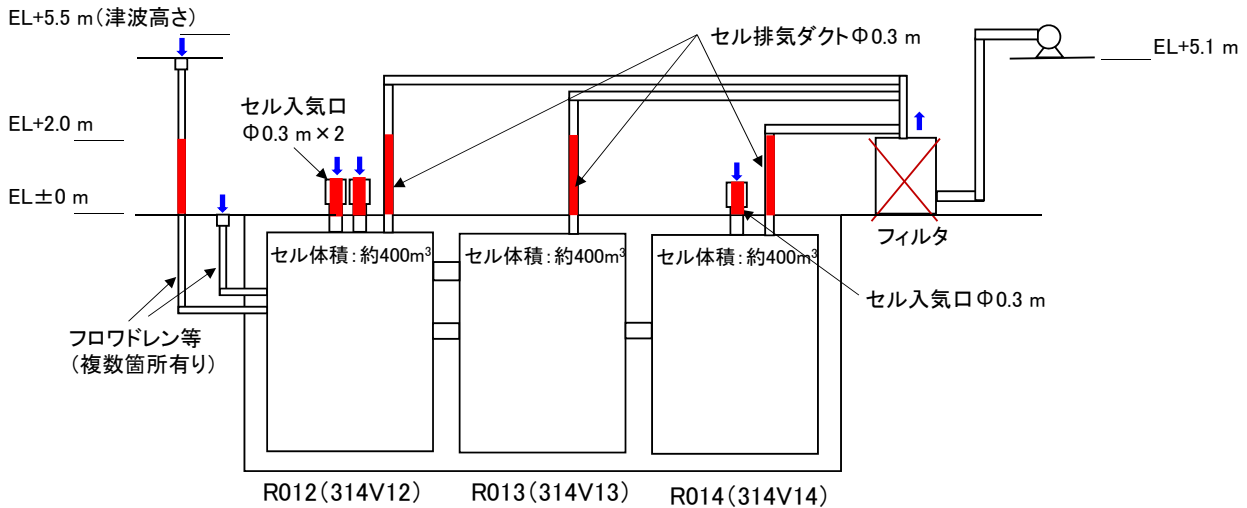 EL+5.5 m(津波高さ)
セル排気ダクトΦ0.3 m
EL+5.1 m
セル入気口
Φ0.3 m×2
EL+2.0 m
EL±0 m
フィルタ
セル体積:約400m³
セル体積:約400m³
セル体積:約400m³
セル入気口Φ0.3 m
フロワドレン等
(複数箇所有り)
R012(314V12)
R013(314V13)
R014(314V14)